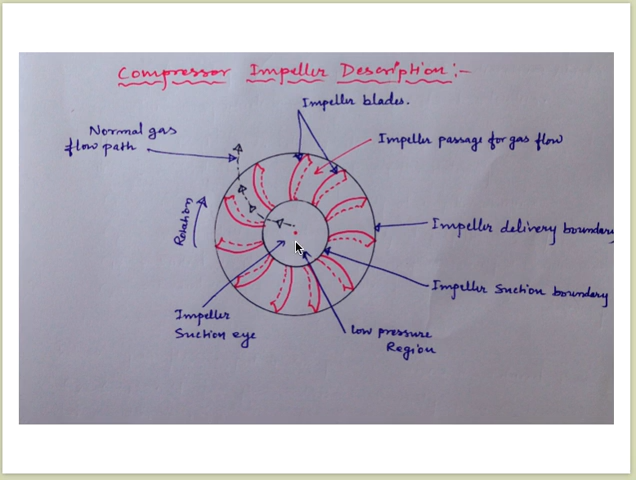 Compressor Impeller Description:-
Impeller blades.
Normal gas
flow path
Impeller passage for gas flow
Rotation
Impeller delivery boundary
Impeller Suction boundary
Impeller
Suction eye
Low pressure
Region